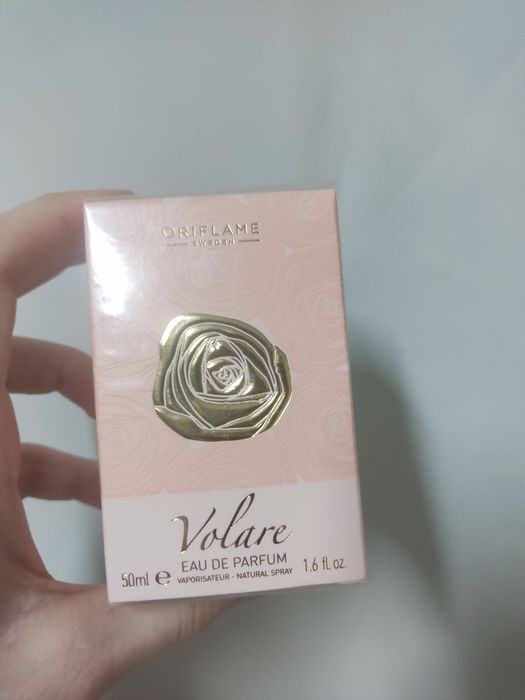 ORIFLAME
SWEDEN
Volare
EAU DE PARFUM
50ml e VAPORISATEUR - NATURAL SPRAY 1.6 fl.oz.